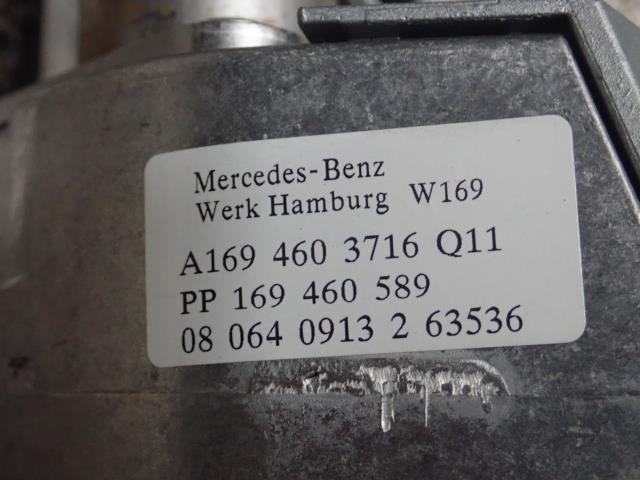 Mercedes-Benz
Werk Hamburg W169
A169 460 3716 Q11
PP 169 460 589
08 064 0913 2 63536